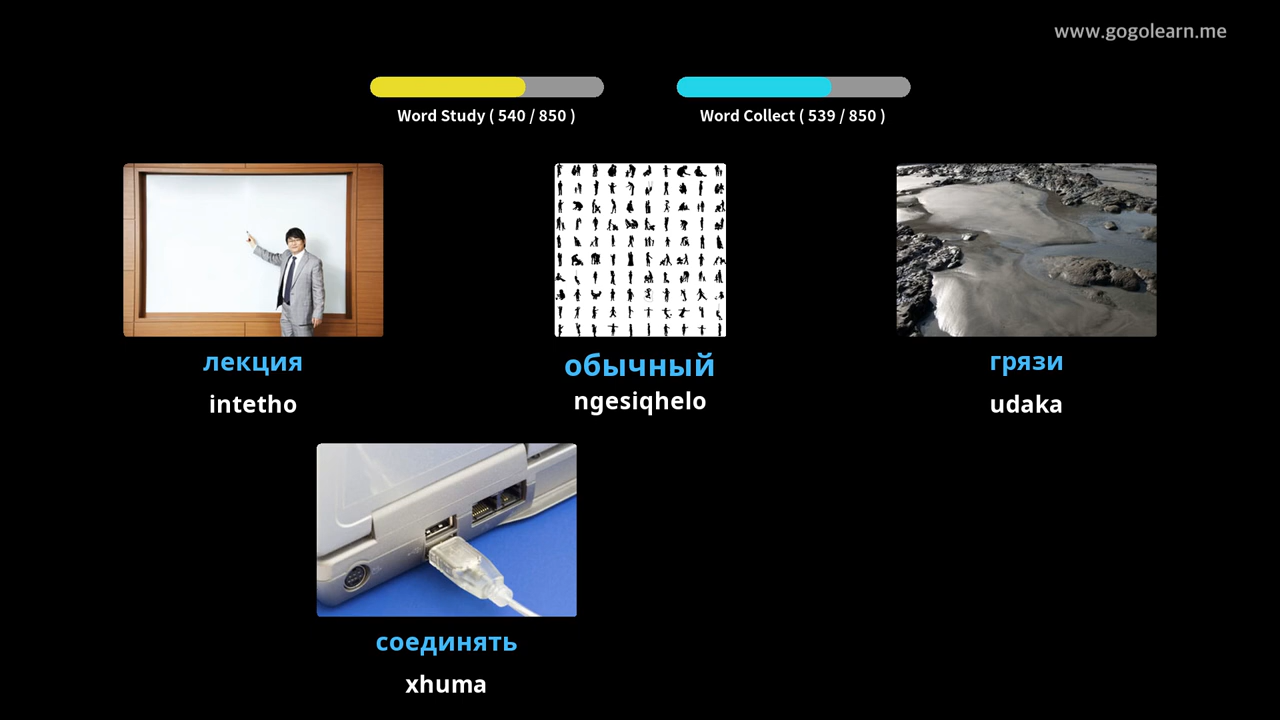 www.gogolearn.me
Word Study ( 540 / 850 )
Word Collect ( 539 / 850 )
лекция
intetho
обычный
ngesiqhelo
грязи
udaka
соединять
xhuma